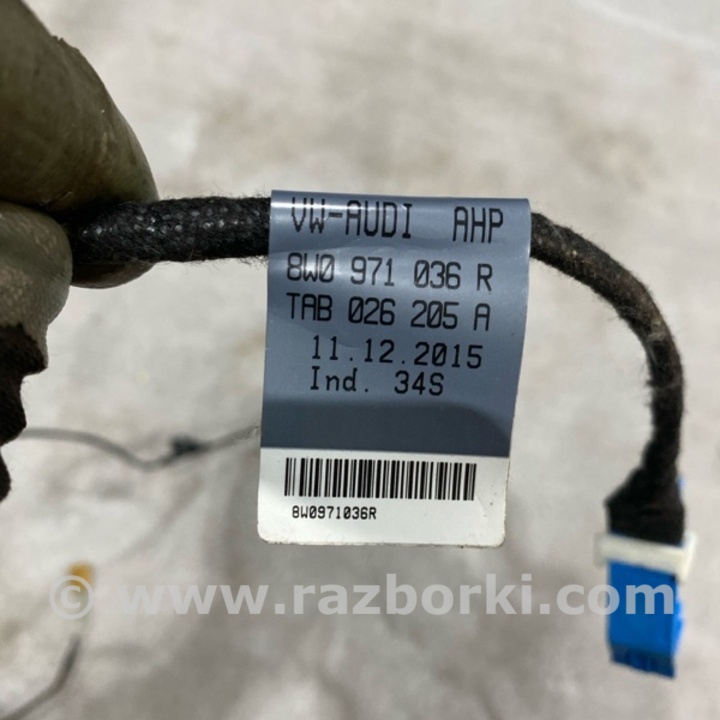 VW-AUDI AHP
8W0 971 036 R
TAB 026 205 A
11.12.2015
Ind. 34S
8W0971036R
© www.razborki.com